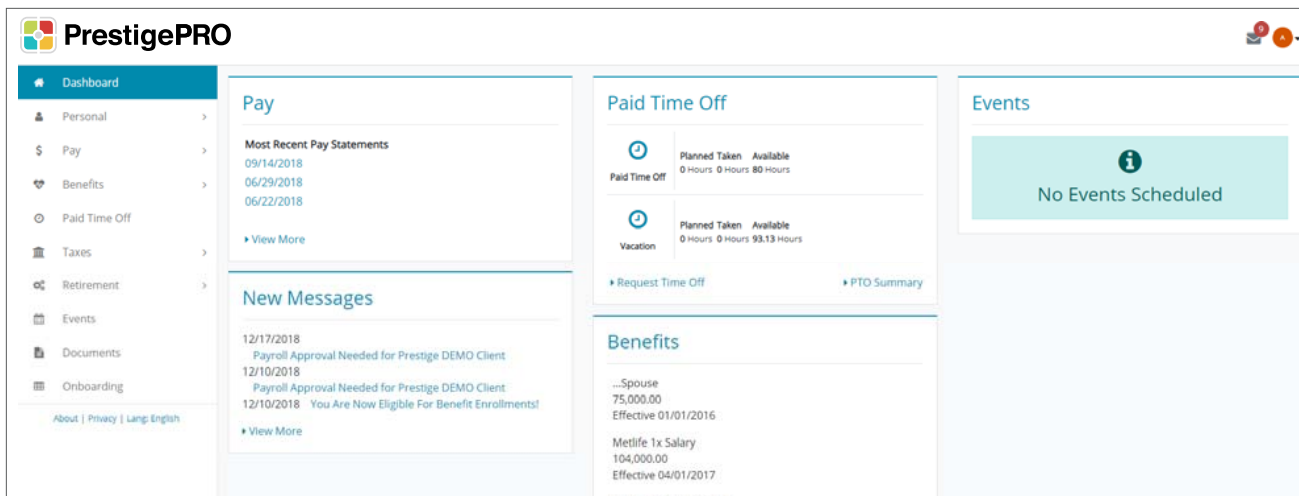 PrestigePRO
9
A
Dashboard
Personal
Pay
Benefits
Paid Time Off
Taxes
Retirement
Events
Documents
Onboarding
About | Privacy | Lang: English
Pay
Most Recent Pay Statements
09/14/2018
06/29/2018
06/22/2018
View More
New Messages
12/17/2018
Payroll Approval Needed for Prestige DEMO Client
12/10/2018
Payroll Approval Needed for Prestige DEMO Client
12/10/2018 You Are Now Eligible For Benefit Enrollments!
View More
Paid Time Off
Paid Time Off
Planned Taken Available
0 Hours 0 Hours 80 Hours
Vacation
Planned Taken Available
0 Hours 0 Hours 93.13 Hours
Request Time Off
PTO Summary
Benefits
...Spouse
75,000.00
Effective 01/01/2016
Metlife 1x Salary
104,000.00
Effective 04/01/2017
Events
No Events Scheduled